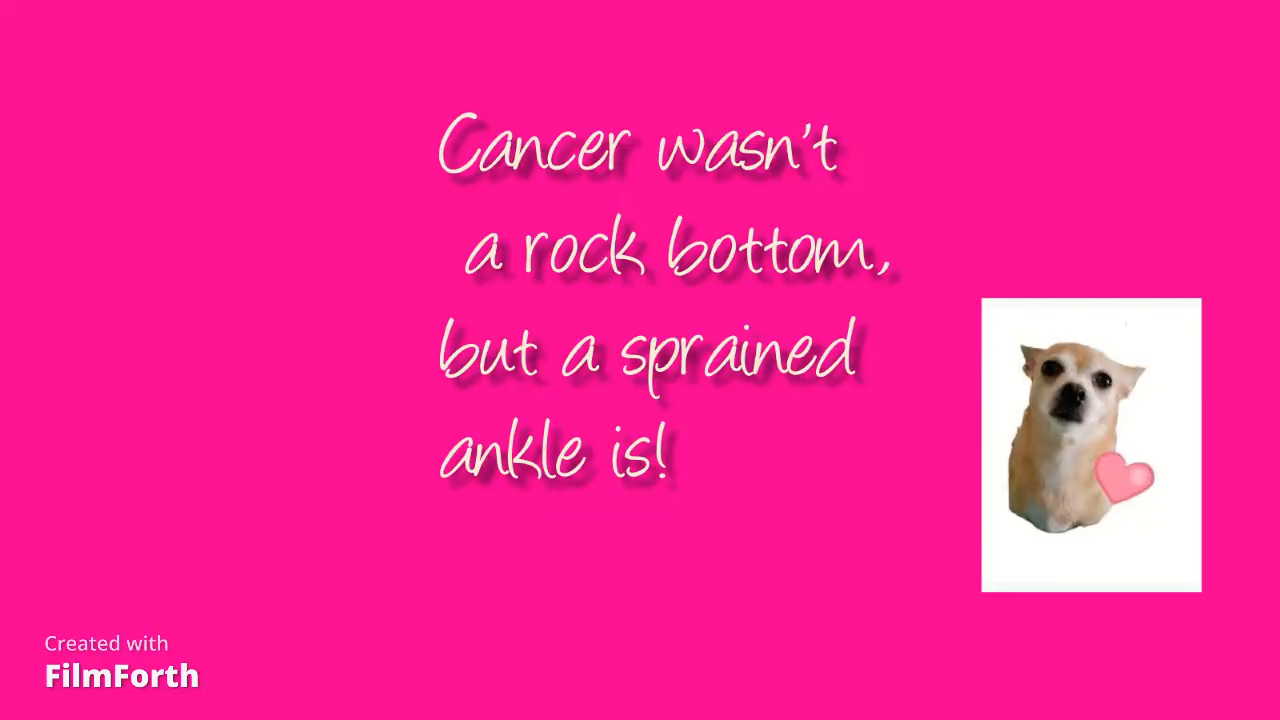 Cancer wasn't
a rock bottom,
but a sprained
ankle is!
Created with
FilmForth